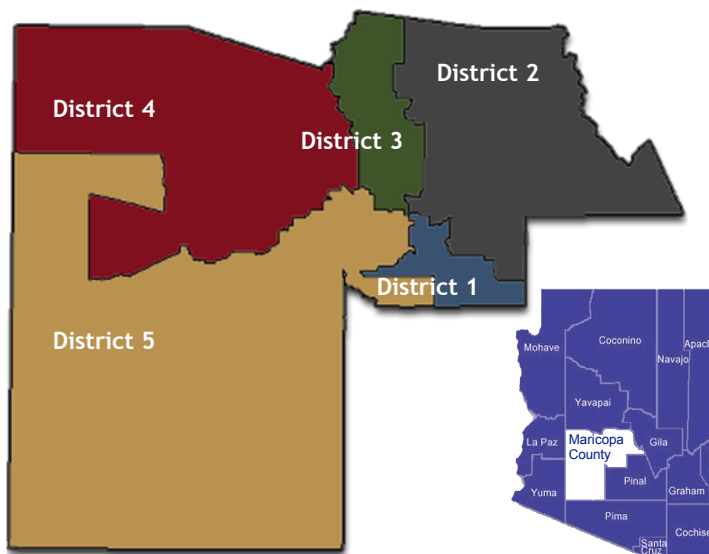 District 2
District 4
District 3
District 1
District 5
Mohave
Coconino
Navajo
Apach
Yavapai
La Paz
Maricopa
County
Gila
Yuma
Pinal
Graham
Pima
Santa
Cruz
Cochise